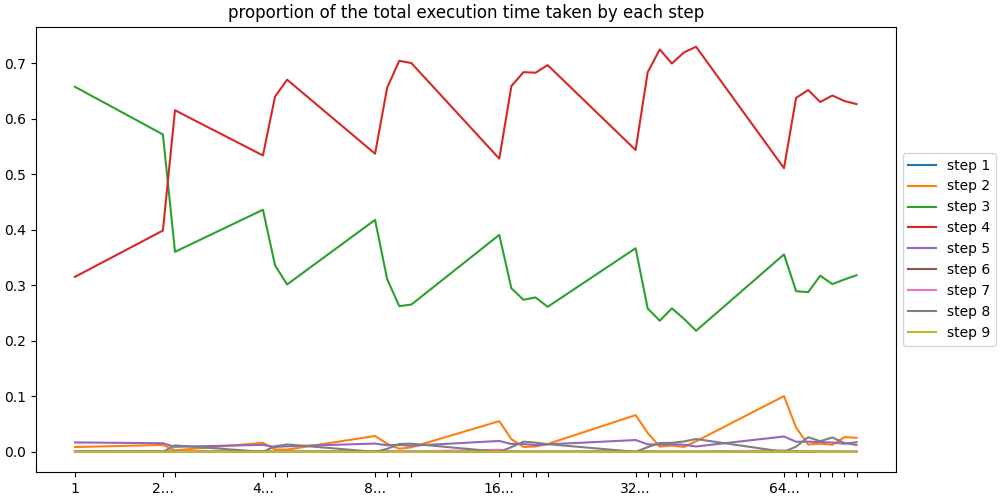 proportion of the total execution time taken by each step
0.7
0.6
0.5
0.4
0.3
0.2
0.1
0.0
1 2... 4... 8... 16... 32... 64...
step 1
step 2
step 3
step 4
step 5
step 6
step 7
step 8
step 9